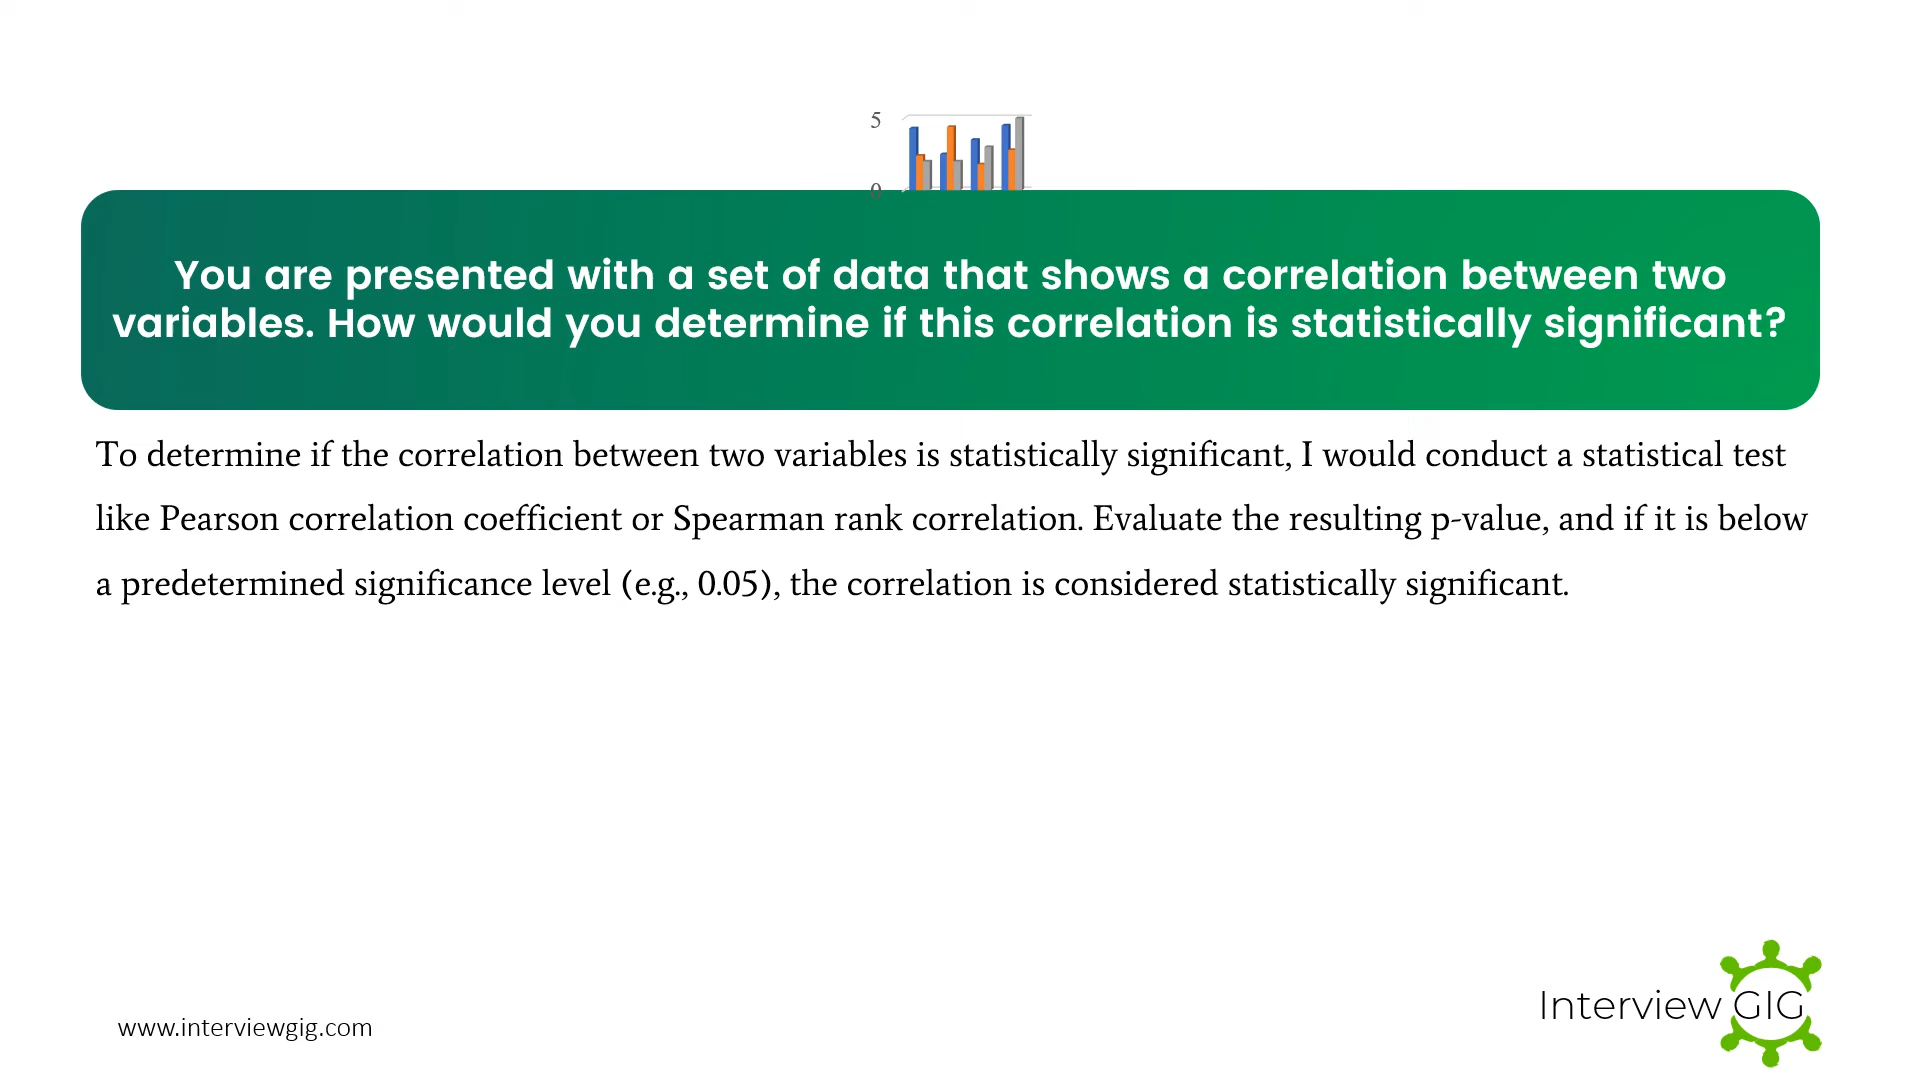 5
0
You are presented with a set of data that shows a correlation between two
variables. How would you determine if this correlation is statistically significant?
To determine if the correlation between two variables is statistically significant, I would conduct a statistical test
like Pearson correlation coefficient or Spearman rank correlation. Evaluate the resulting p-value, and if it is below
a predetermined significance level (e.g., 0.05), the correlation is considered statistically significant.
Interview GIG
www.interviewgig.com